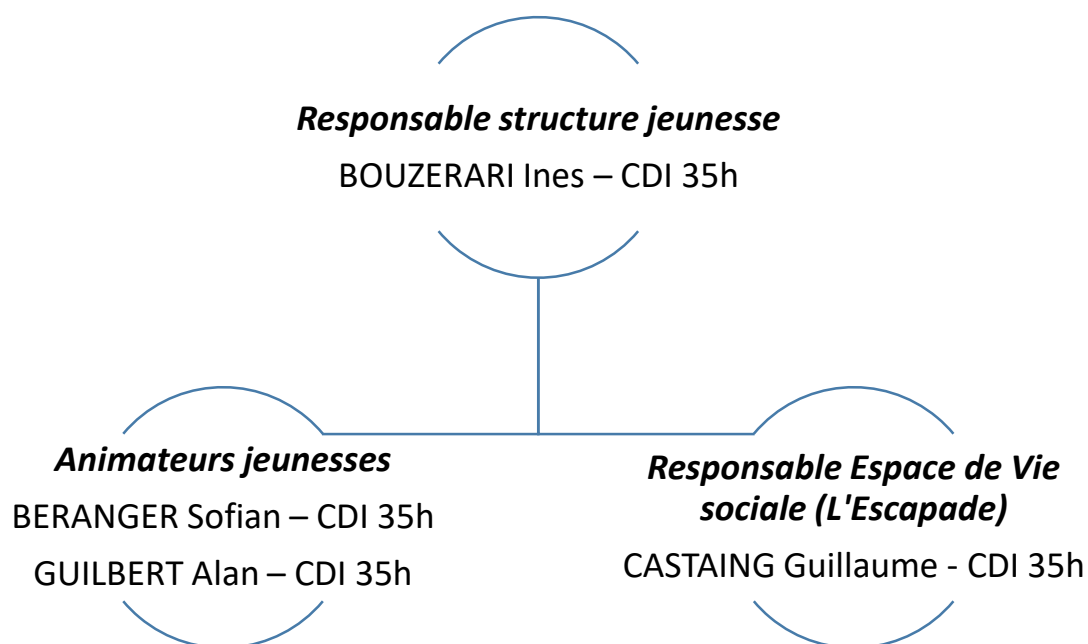 Responsable structure jeunesse
BOUZERARI Ines – CDI 35h
Animateurs jeunesses
BERANGER Sofian – CDI 35h
GUILBERT Alan – CDI 35h
Responsable Espace de Vie
sociale (L'Escapade)
CASTAING Guillaume - CDI 35h